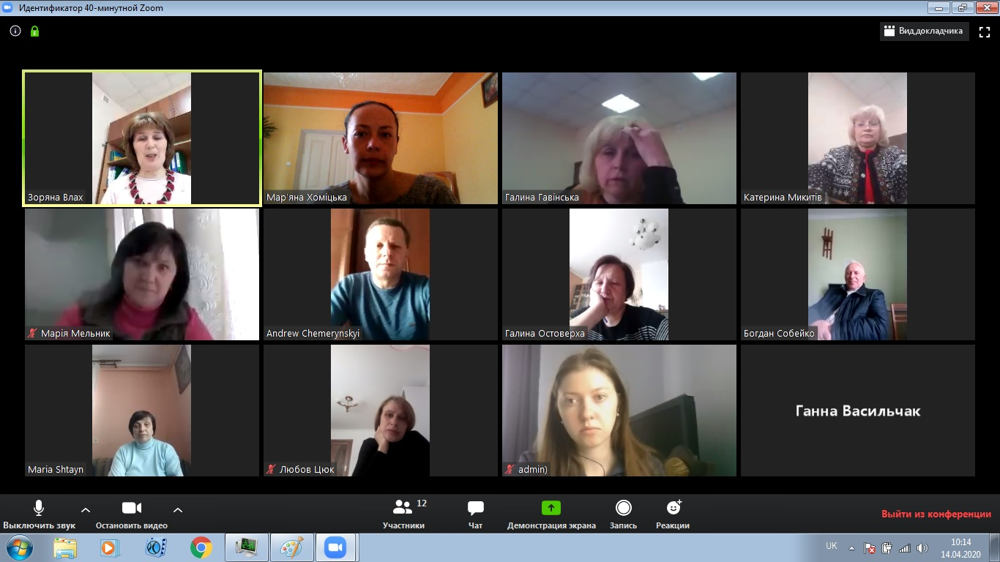 Идентификатор 40-минутной Zoom
Вид докладчика
Зоряна Влах
Мар'яна Хоміцька
Галина Гавінська
Катерина Микитів
Марія Мельник
Andrew Chemerynskyi
Галина Остоверха
Богдан Собейко
Maria Shtayn
Любов Цюк
admin)
Ганна Васильчак
12
Выключить звук
Остановить видео
Участники
Чат
Демонстрация экрана
Запись
Реакции
Выйти из конференции
UK
10:14
14.04.2020